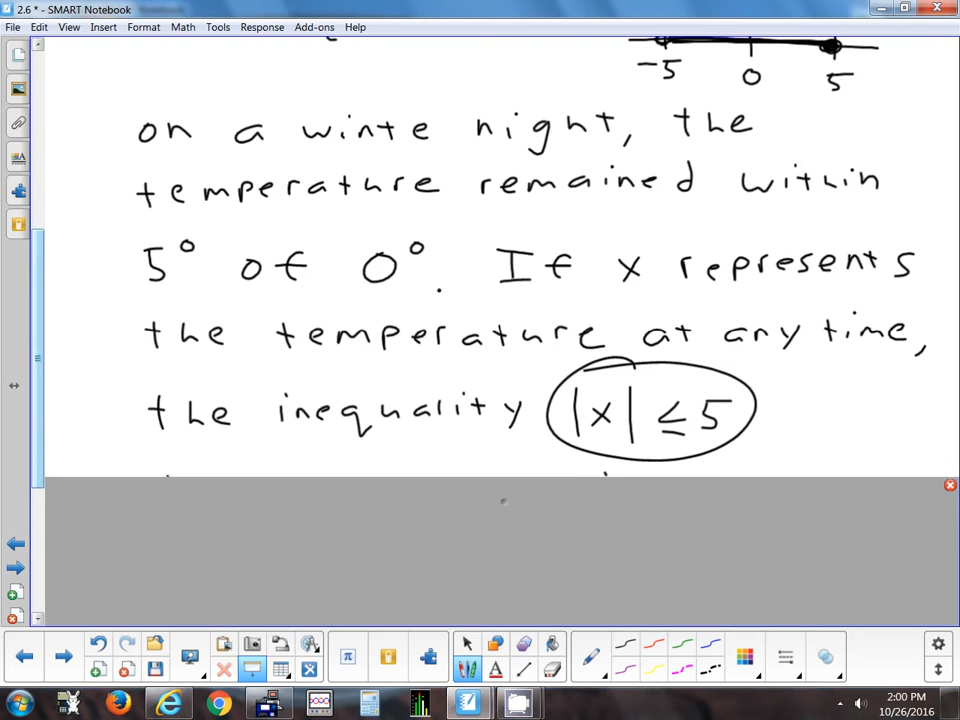 2.6 * - SMART Notebook
File Edit View Insert Format Math Tools Response Add-ons Help
-5 0 5
on a winte night, the
temperature remained within
5° of 0°. If x represents
the temperature at any time,
the inequality |x| ≤ 5
π
A
2:00 PM
10/26/2016